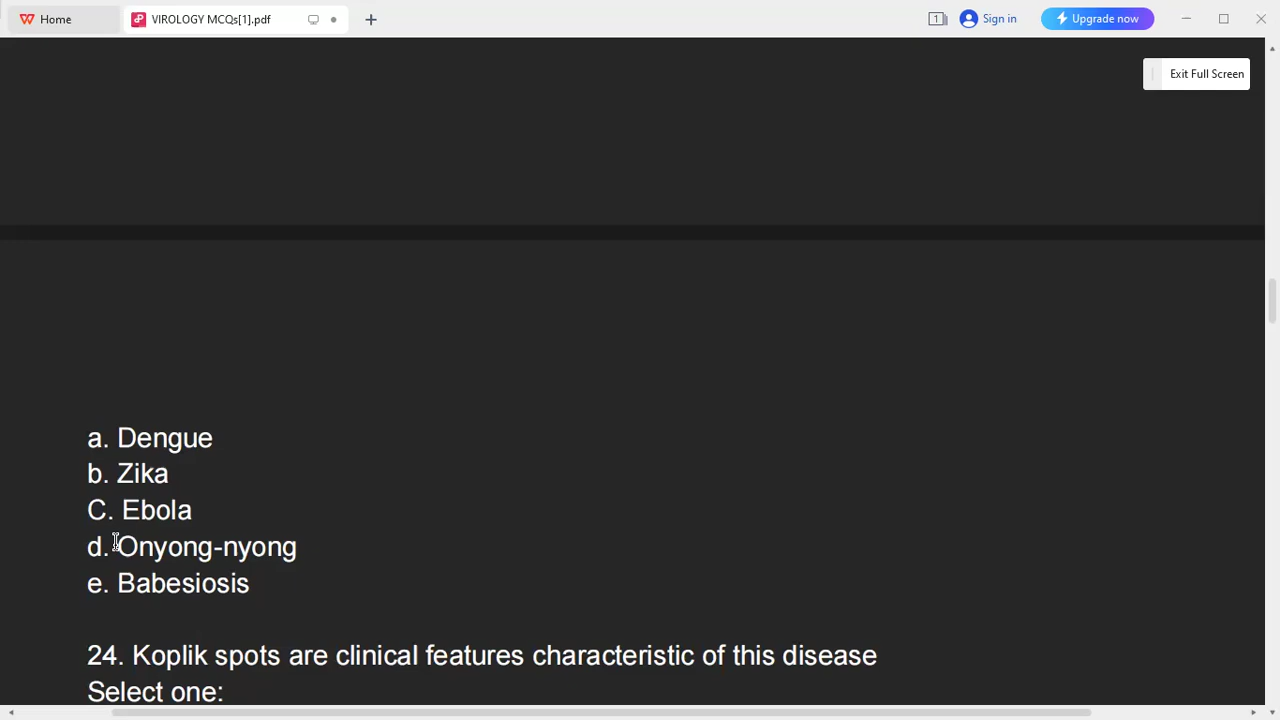 Home
VIROLOGY MCQs[1].pdf
1
Sign in
Upgrade now
Exit Full Screen
a. Dengue
b. Zika
C. Ebola
d. Onyong-nyong
e. Babesiosis
24. Koplik spots are clinical features characteristic of this disease
Select one: